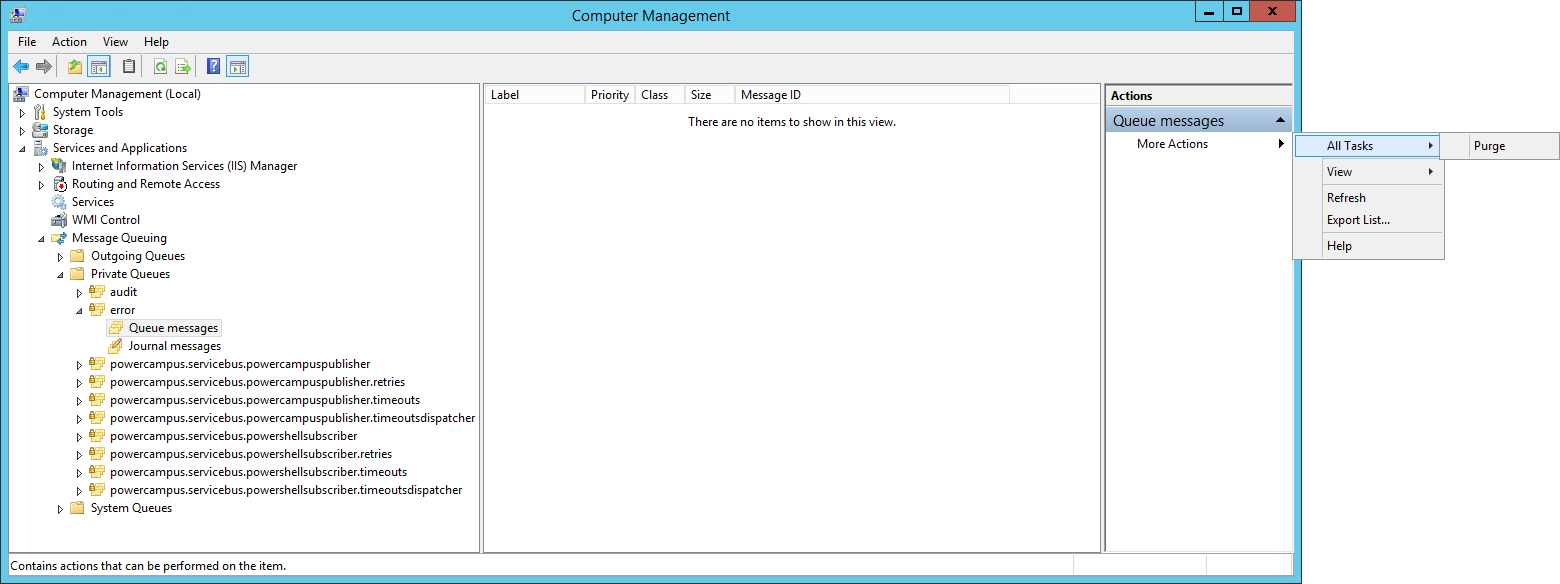 Computer Management
File Action View Help
Computer Management (Local)
System Tools
Storage
Services and Applications
Internet Information Services (IIS) Manager
Routing and Remote Access
Services
WMI Control
Message Queuing
Outgoing Queues
Private Queues
audit
error
Queue messages
Journal messages
powercampus.servicebus.powercampuspublisher
powercampus.servicebus.powercampuspublisher.retries
powercampus.servicebus.powercampuspublisher.timeouts
powercampus.servicebus.powercampuspublisher.timeoutsdispatcher
powercampus.servicebus.powershellsubscriber
powercampus.servicebus.powershellsubscriber.retries
powercampus.servicebus.powershellsubscriber.timeouts
powercampus.servicebus.powershellsubscriber.timeoutsdispatcher
System Queues
Label Priority Class Size Message ID
There are no items to show in this view.
Actions
Queue messages
More Actions
All Tasks
View
Refresh
Export List...
Help
Purge
Contains actions that can be performed on the item.